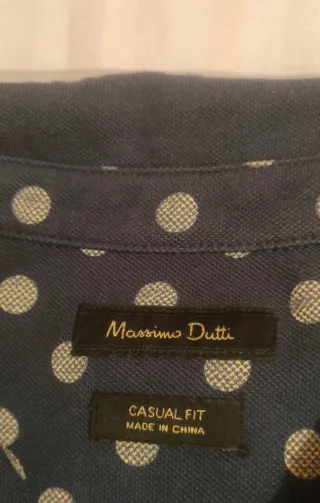 Massimo Dutti
CASUAL FIT
MADE IN CHINA